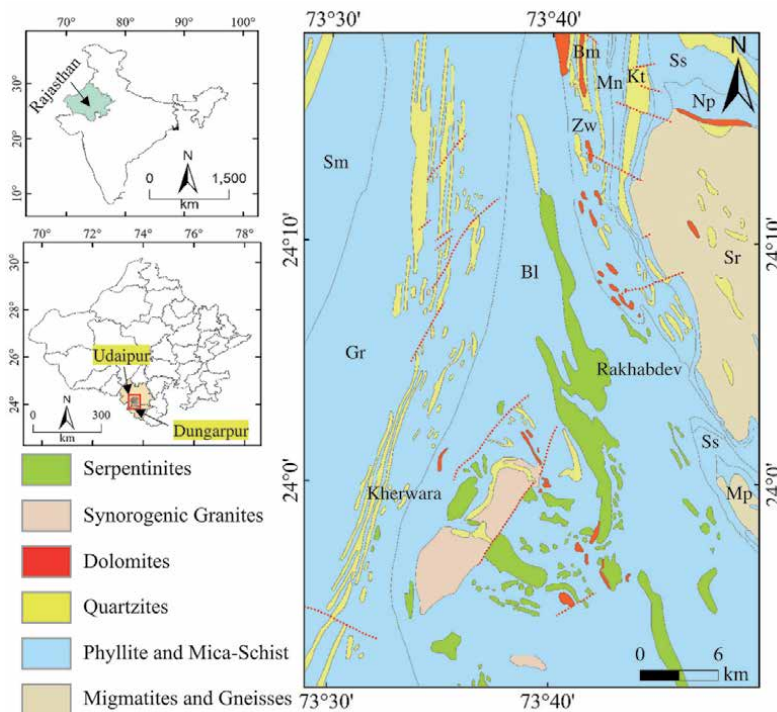 70° 80° 90° 100°
30°
20°
10°
Rajasthan
N
0 1,500
km
70° 72° 74° 76° 78°
30°
28°
26°
24°
Udaipur
N
0 300
km
Dungarpur
Serpentinites
Synorogenic Granites
Dolomites
Quartzites
Phyllite and Mica-Schist
Migmatites and Gneisses
73°30' 73°40'
24°10'
24°0'
Bm
Mn
Kt
Ss
N
Np
Zw
Sm
Sr
Bl
Gr
Rakhabdev
Ss
Kherwara
Mp
0 6
km
24°10'
24°0'
73°30' 73°40'